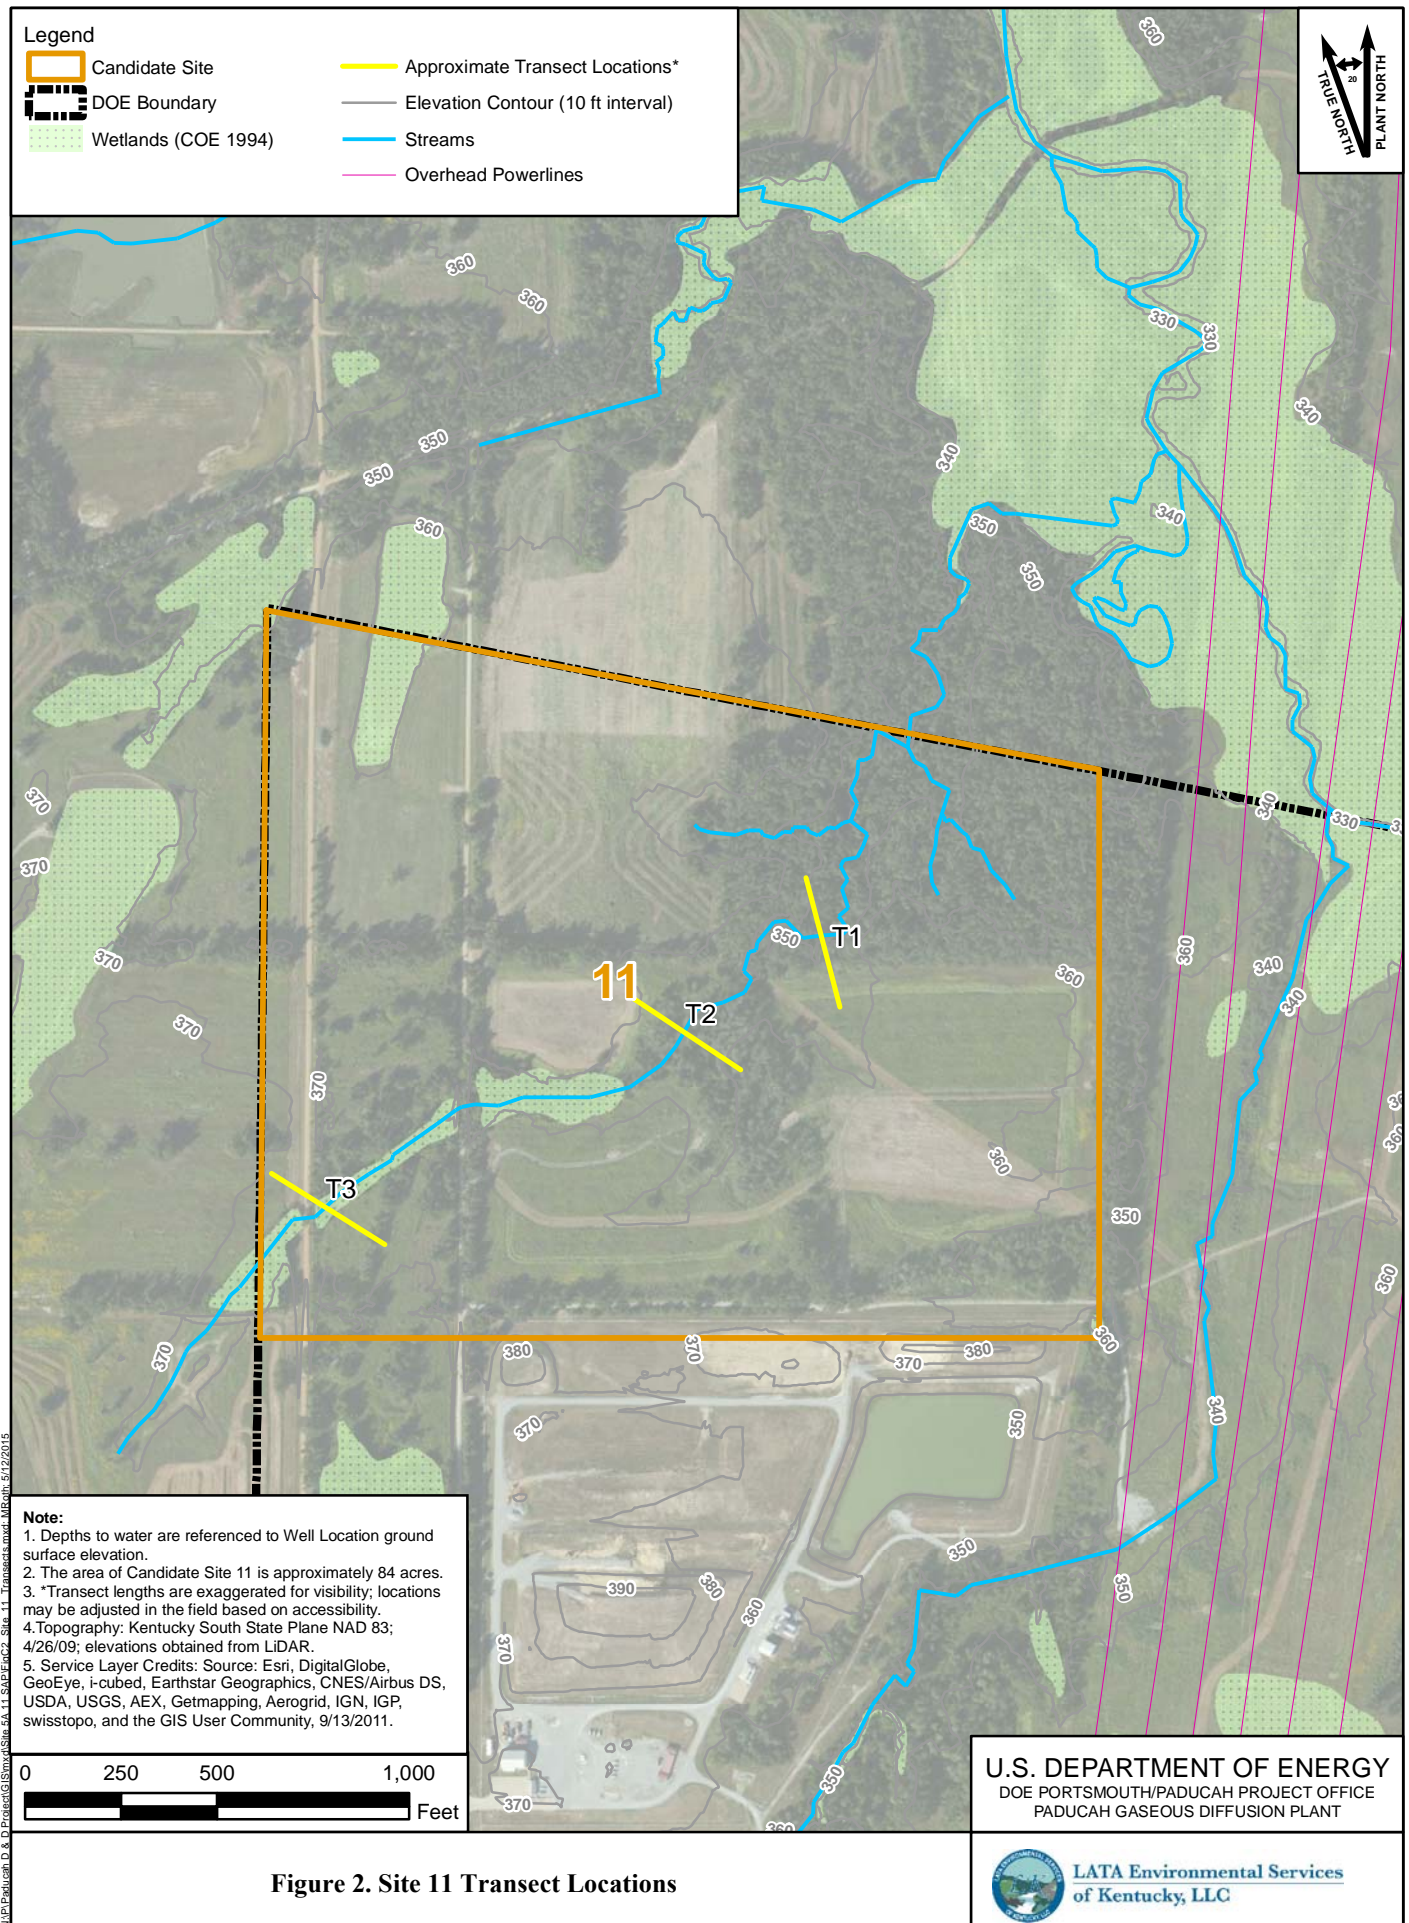 Legend
Candidate Site
DOE Boundary
Wetlands (COE 1994)
Approximate Transect Locations*
Elevation Contour (10 ft interval)
Streams
Overhead Powerlines
TRUE NORTH
20
PLANT NORTH
360
360
360
330
330
340
350
350
340
360
350
340
350
370
340
330
370
350
T1
360
370
360
340
11
T2
340
370
370
360
360
T3
350
360
370
380
370
370
380
360
370
350
340
350
390
380
360
350
370
350
370
360
Note:
1. Depths to water are referenced to Well Location ground
surface elevation.
2. The area of Candidate Site 11 is approximately 84 acres.
3. *Transect lengths are exaggerated for visibility; locations
may be adjusted in the field based on accessibility.
4.Topography: Kentucky South State Plane NAD 83;
4/26/09; elevations obtained from LiDAR.
5. Service Layer Credits: Source: Esri, DigitalGlobe,
GeoEye, i-cubed, Earthstar Geographics, CNES/Airbus DS,
USDA, USGS, AEX, Getmapping, Aerogrid, IGN, IGP,
swisstopo, and the GIS User Community, 9/13/2011.
0 250 500 1,000
Feet
U.S. DEPARTMENT OF ENERGY
DOE PORTSMOUTH/PADUCAH PROJECT OFFICE
PADUCAH GASEOUS DIFFUSION PLANT
Figure 2. Site 11 Transect Locations
LATA Environmental Services
of Kentucky, LLC